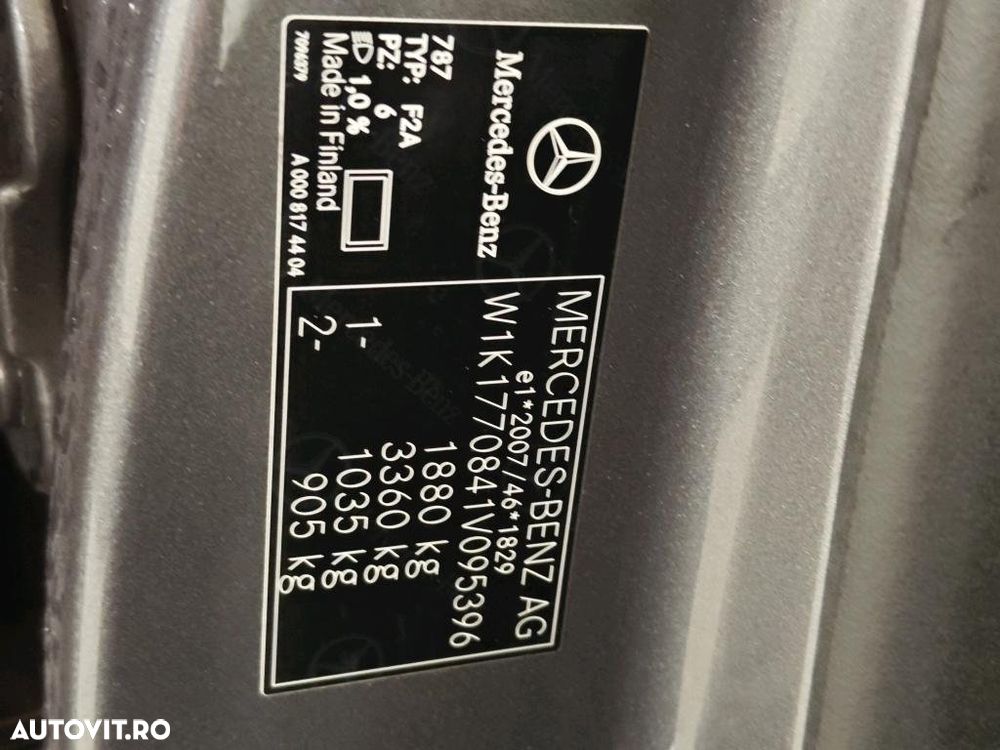 Mercedes-Benz
787
TYP: F2A
PZ: 6
1,0 %
Made in Finland
7096079
A 000 817 44 04
MERCEDES-BENZ AG
e1*2007/46*1829
W1K1770841V095396
1880 kg
3360 kg
1- 1035 kg
2- 905 kg
AUTOVIT.RO